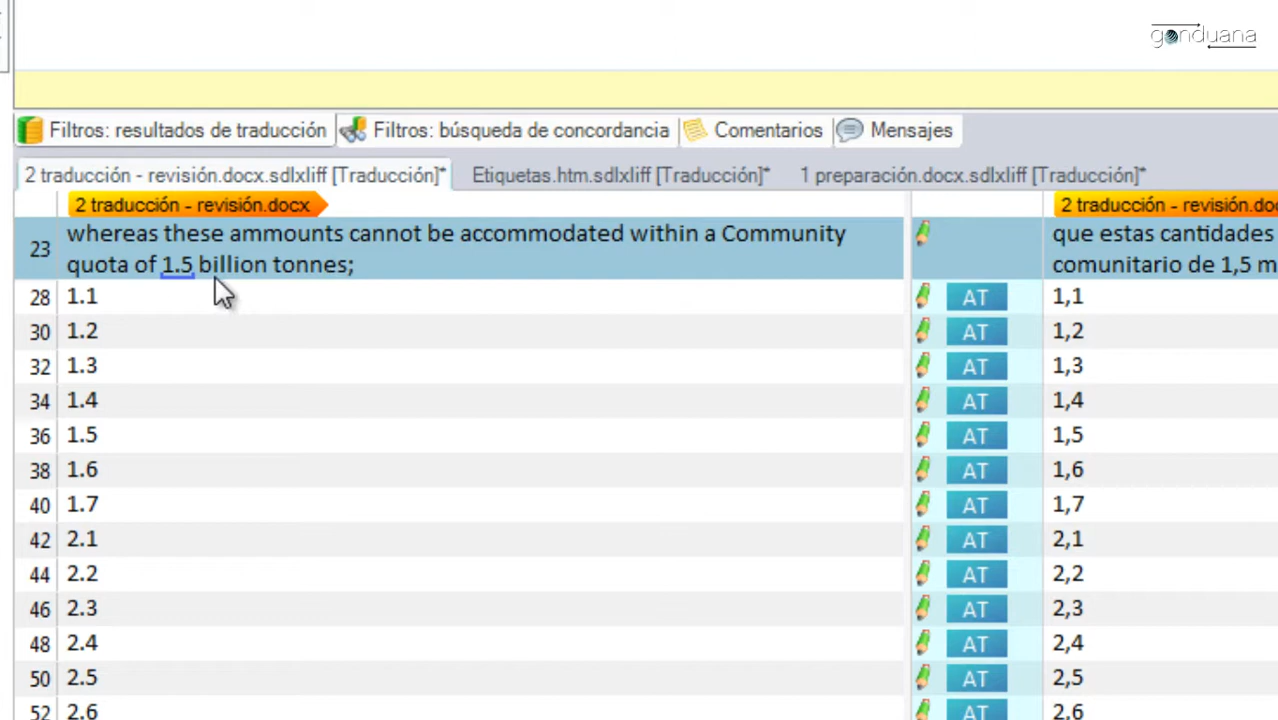 gonduana
Filtros: resultados de traducción Filtros: búsqueda de concordancia Comentarios Mensajes
2 traducción - revisión.docx.sdlxliff [Traducción]* Etiquetas.htm.sdlxliff [Traducción]* 1 preparación.docx.sdlxliff [Traducción]*
2 traducción - revisión.docx 2 traducción - revisión.do
23 whereas these ammounts cannot be accommodated within a Community que estas cantidades
quota of 1.5 billion tonnes; comunitario de 1,5 m
28 1.1 AT 1,1
30 1.2 AT 1,2
32 1.3 AT 1,3
34 1.4 AT 1,4
36 1.5 AT 1,5
38 1.6 AT 1,6
40 1.7 AT 1,7
42 2.1 AT 2,1
44 2.2 AT 2,2
46 2.3 AT 2,3
48 2.4 AT 2,4
50 2.5 AT 2,5
52 2.6 AT 2,6